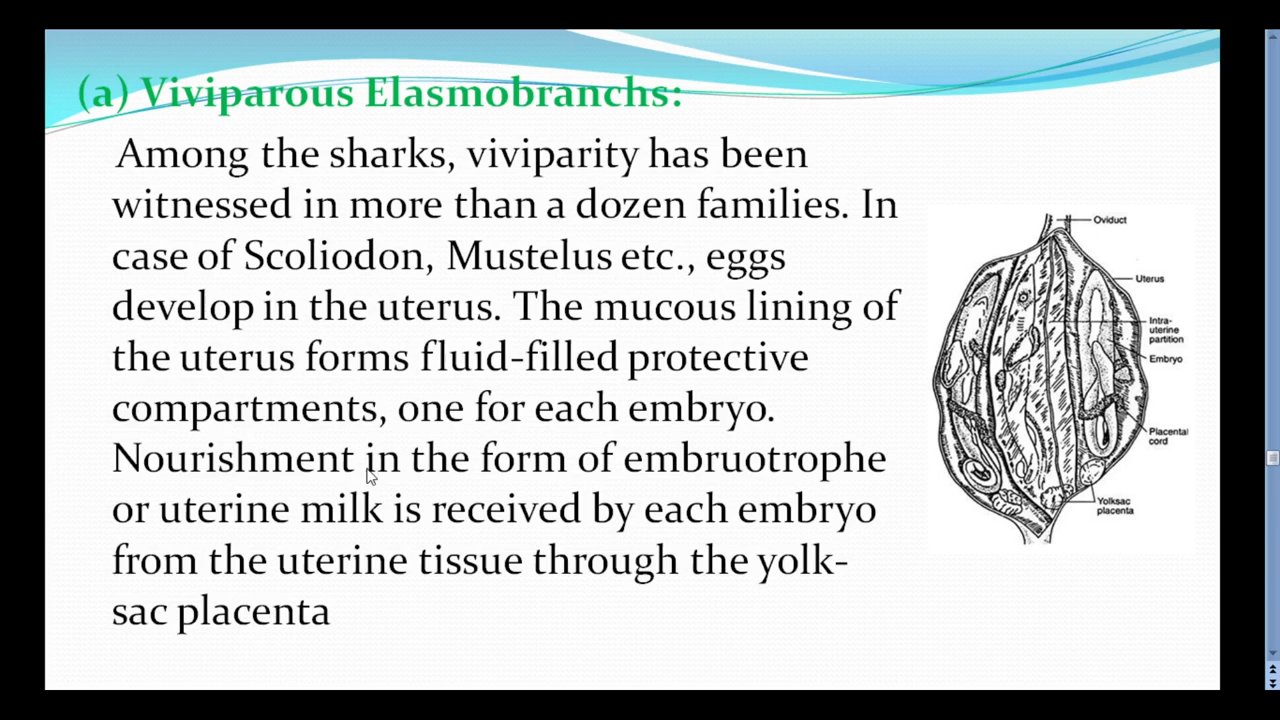 (a) Viviparous Elasmobranchs:
Among the sharks, viviparity has been
witnessed in more than a dozen families. In
case of Scoliodon, Mustelus etc., eggs
develop in the uterus. The mucous lining of
the uterus forms fluid-filled protective
compartments, one for each embryo.
Nourishment in the form of embruotrophe
or uterine milk is received by each embryo
from the uterine tissue through the yolk-
sac placenta
Oviduct
Uterus
Intra-
uterine
partition
Embryo
Placental
cord
Yolksac
placenta